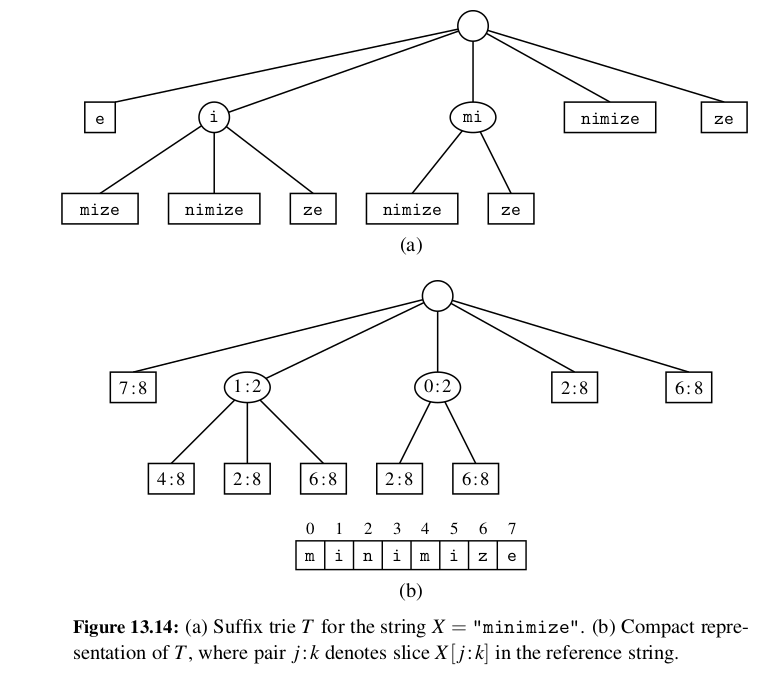 e i mi nimize ze
mize nimize ze nimize ze
(a)
7:8 1:2 0:2 2:8 6:8
4:8 2:8 6:8 2:8 6:8
0 1 2 3 4 5 6 7
m i n i m i z e
(b)
Figure 13.14: (a) Suffix trie T for the string X = "minimize". (b) Compact repre-
sentation of T, where pair j:k denotes slice X[j:k] in the reference string.